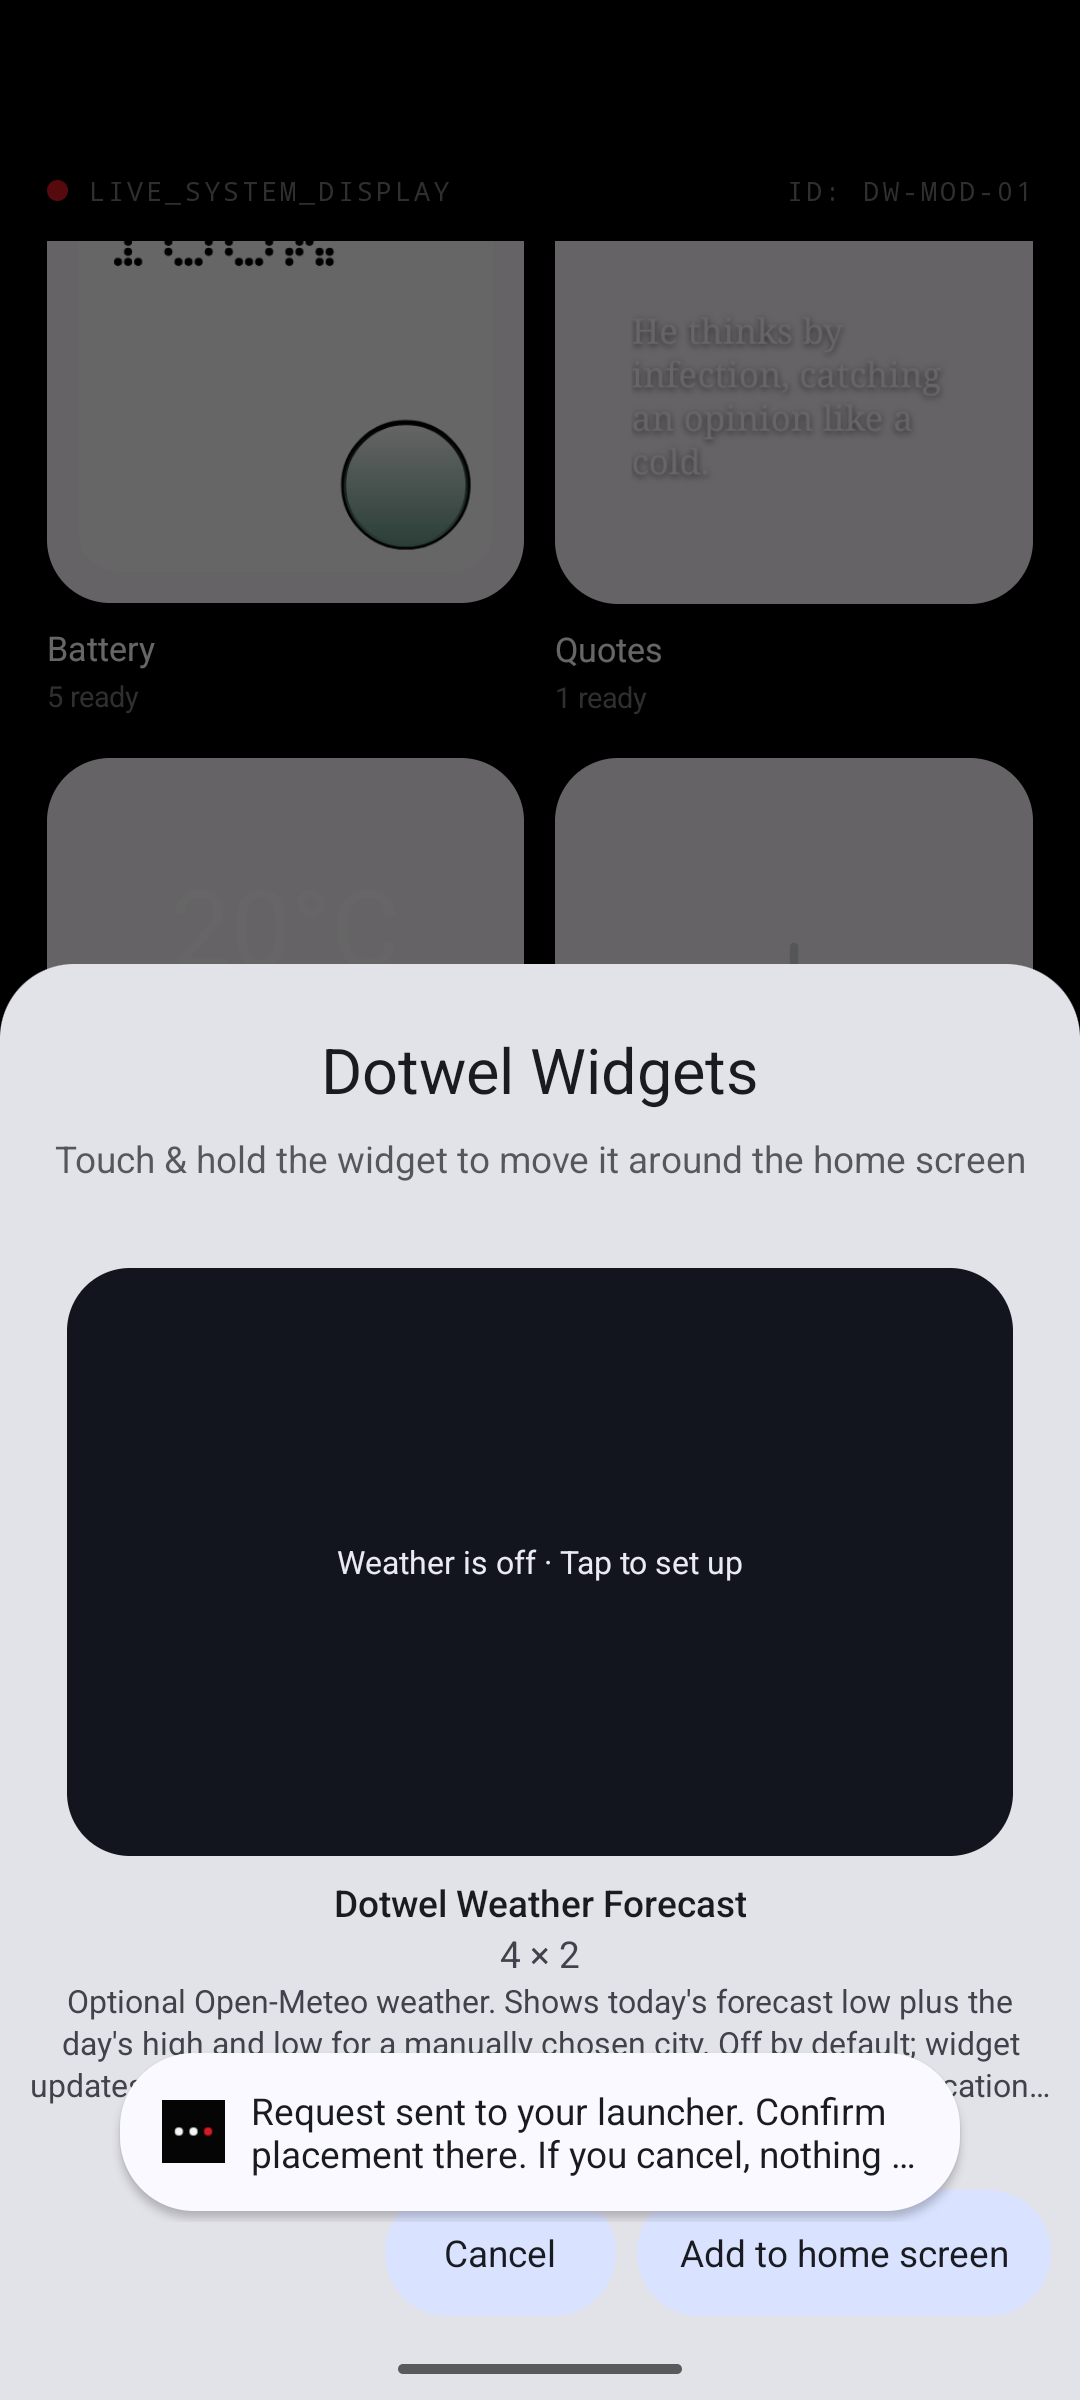 LIVE_SYSTEM_DISPLAY
ID: DW-MOD-01
He thinks by
infection, catching
an opinion like a
cold.
Battery
5 ready
Quotes
1 ready
20°C
Dotwel Widgets
Touch & hold the widget to move it around the home screen
Weather is off · Tap to set up
Dotwel Weather Forecast
4 × 2
Optional Open-Meteo weather. Shows today's forecast low plus the
day's high and low for a manually chosen city. Off by default; widget
Request sent to your launcher. Confirm
placement there. If you cancel, nothing …
Cancel
Add to home screen